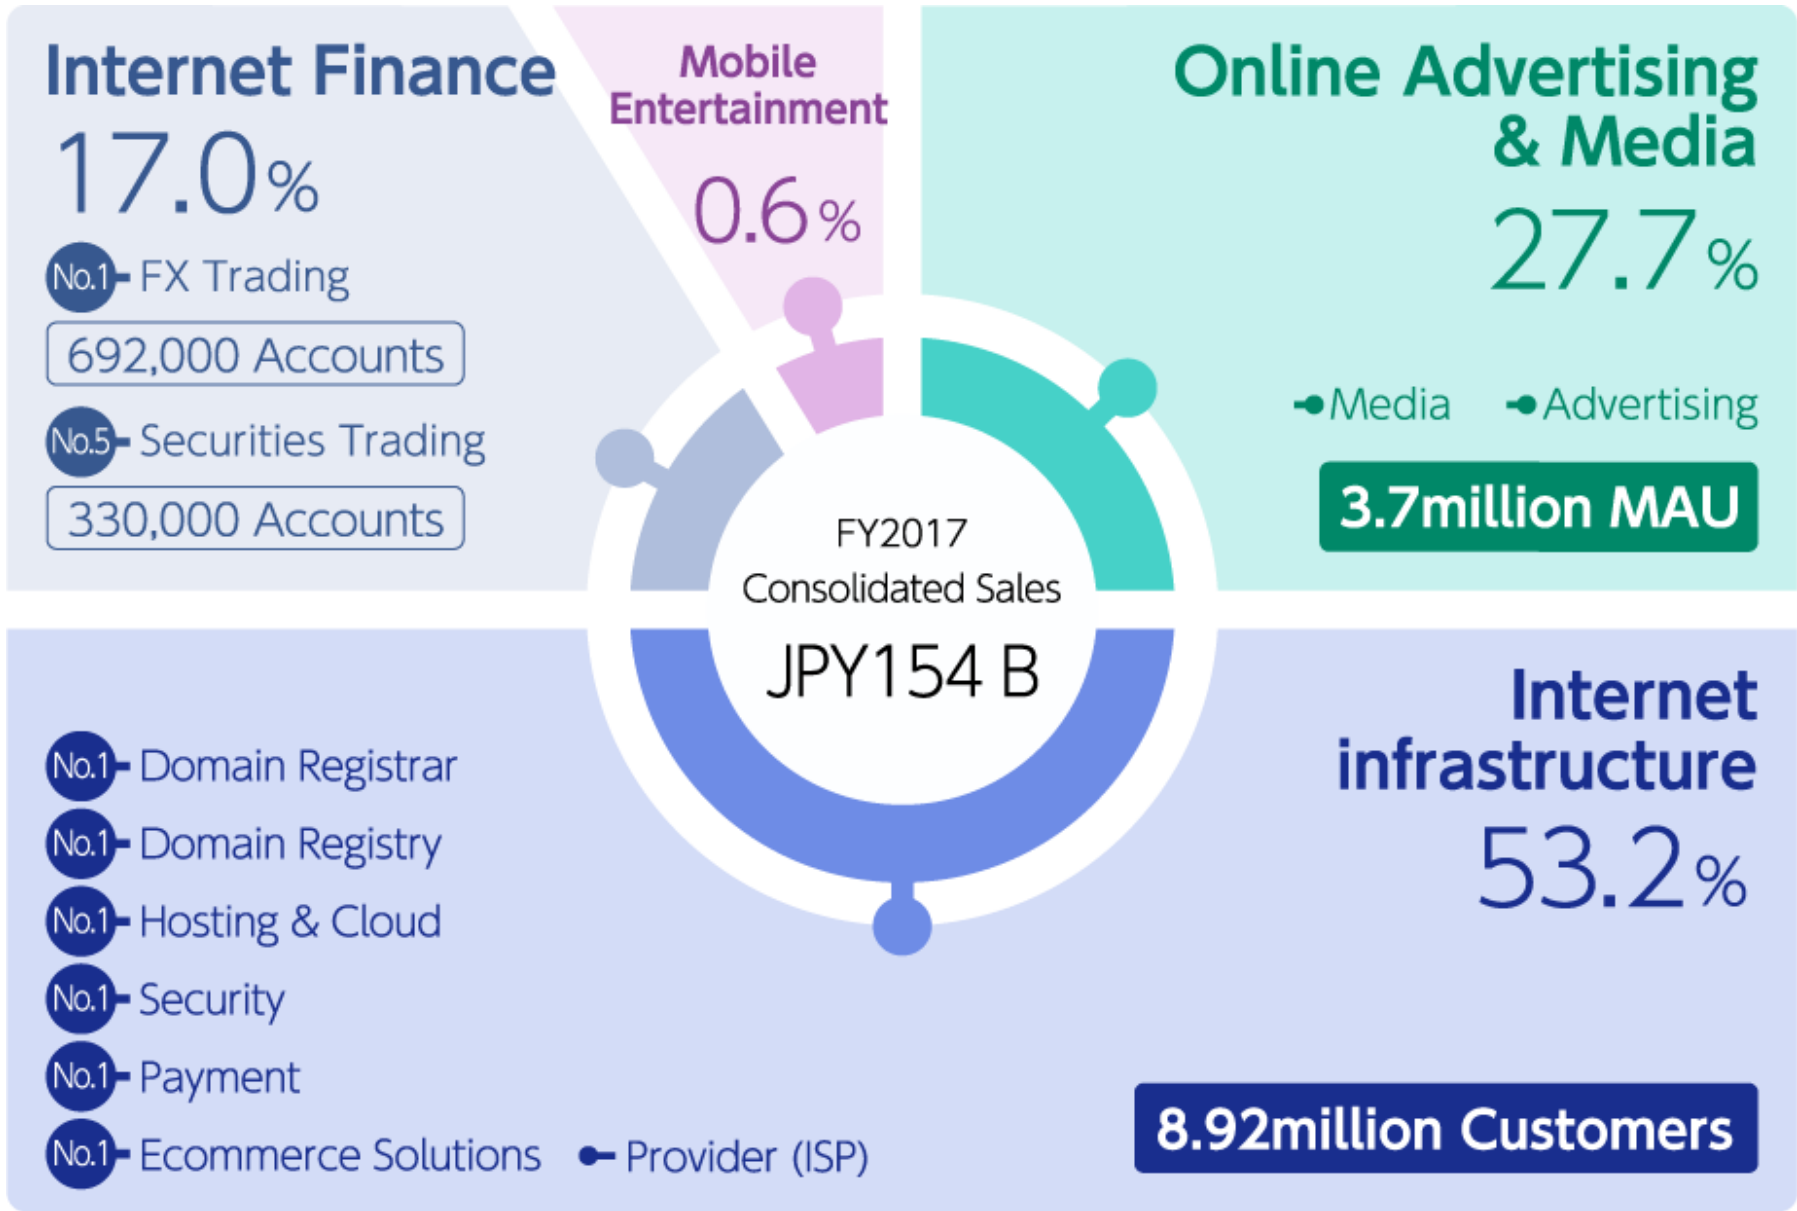 Internet Finance
17.0%
No.1 FX Trading
692,000 Accounts
No.5 Securities Trading
330,000 Accounts
Mobile
Entertainment
0.6%
Online Advertising
& Media
27.7%
Media Advertising
3.7million MAU
FY2017
Consolidated Sales
JPY154 B
Internet
infrastructure
53.2%
No.1 Domain Registrar
No.1 Domain Registry
No.1 Hosting & Cloud
No.1 Security
No.1 Payment
No.1 Ecommerce Solutions Provider (ISP)
8.92million Customers